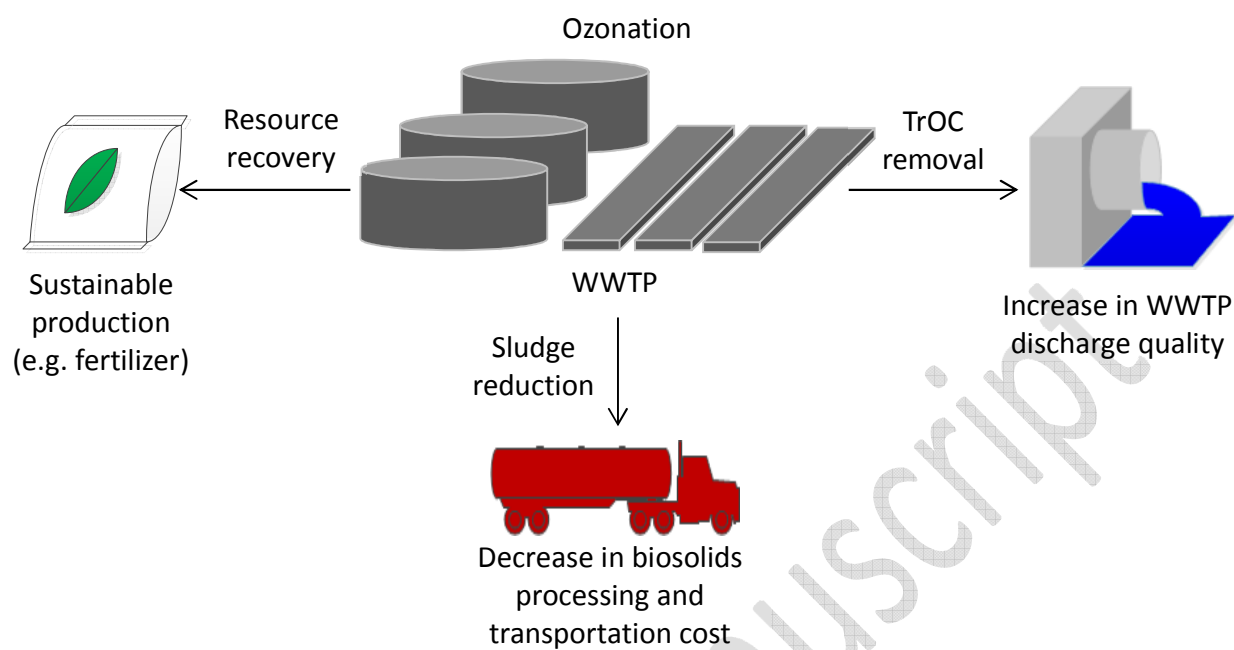 Ozonation
Resource
recovery
TrOC
removal
Sustainable
production
(e.g. fertilizer)
WWTP
Increase in WWTP
discharge quality
Sludge
reduction
Decrease in biosolids
processing and
transportation cost
uscript